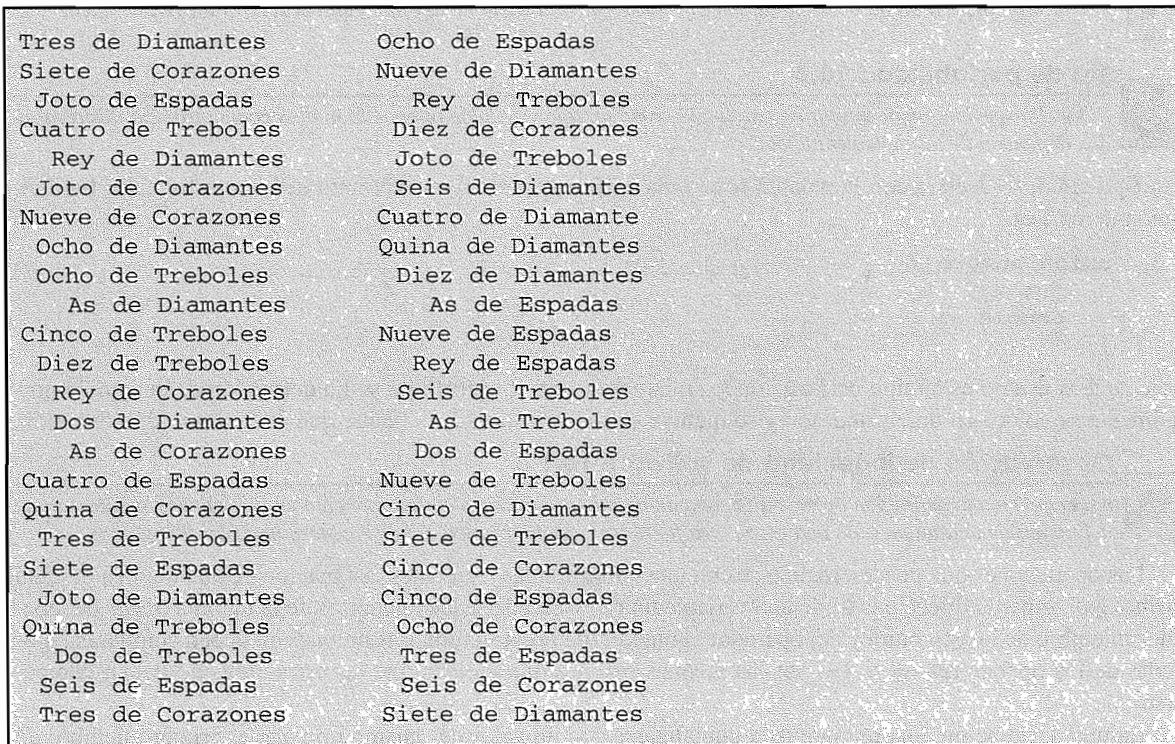 Tres de Diamantes Ocho de Espadas
Siete de Corazones Nueve de Diamantes
Joto de Espadas Rey de Treboles
Cuatro de Treboles Diez de Corazones
Rey de Diamantes Joto de Treboles
Joto de Corazones Seis de Diamantes
Nueve de Corazones Cuatro de Diamante
Ocho de Diamantes Quina de Diamantes
Ocho de Treboles Diez de Diamantes
As de Diamantes As de Espadas
Cinco de Treboles Nueve de Espadas
Diez de Treboles Rey de Espadas
Rey de Corazones Seis de Treboles
Dos de Diamantes As de Treboles
As de Corazones Dos de Espadas
Cuatro de Espadas Nueve de Treboles
Quina de Corazones Cinco de Diamantes
Tres de Treboles Siete de Treboles
Siete de Espadas Cinco de Corazones
Joto de Diamantes Cinco de Espadas
Quina de Treboles Ocho de Corazones
Dos de Treboles Tres de Espadas
Seis de Espadas Seis de Corazones
Tres de Corazones Siete de Diamantes